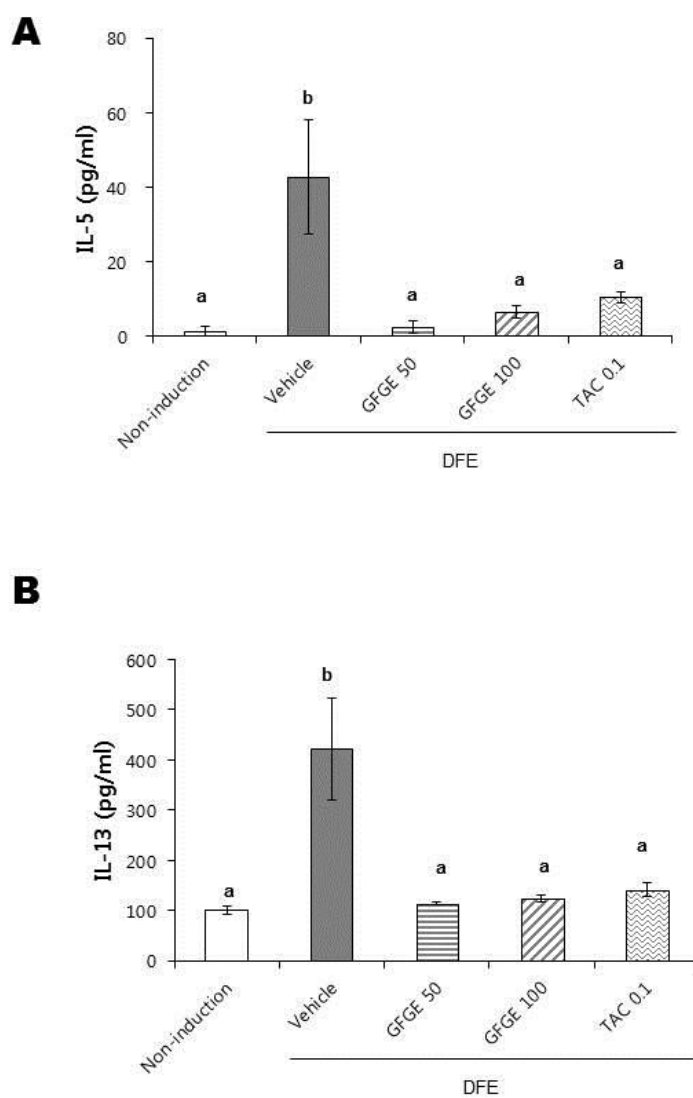 A
IL-5 (pg/ml)
80
60
40
20
0
a
b
a
a
a
Non-induction
Vehicle
GFGE 50
GFGE 100
TAC 0.1
DFE
B
IL-13 (pg/ml)
600
500
400
300
200
100
0
a
b
a
a
a
Non-induction
Vehicle
GFGE 50
GFGE 100
TAC 0.1
DFE